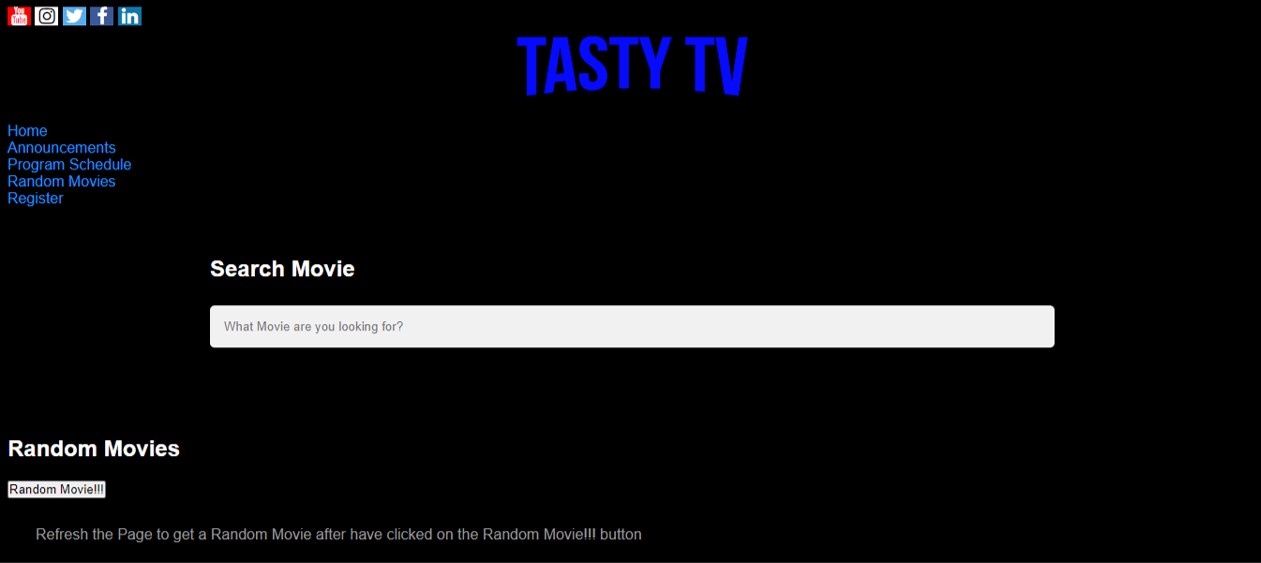 You
Tube
f
in
TASTY TV
Home
Announcements
Program Schedule
Random Movies
Register
Search Movie
What Movie are you looking for?
Random Movies
Random Movie!!!
Refresh the Page to get a Random Movie after have clicked on the Random Movie!!! button